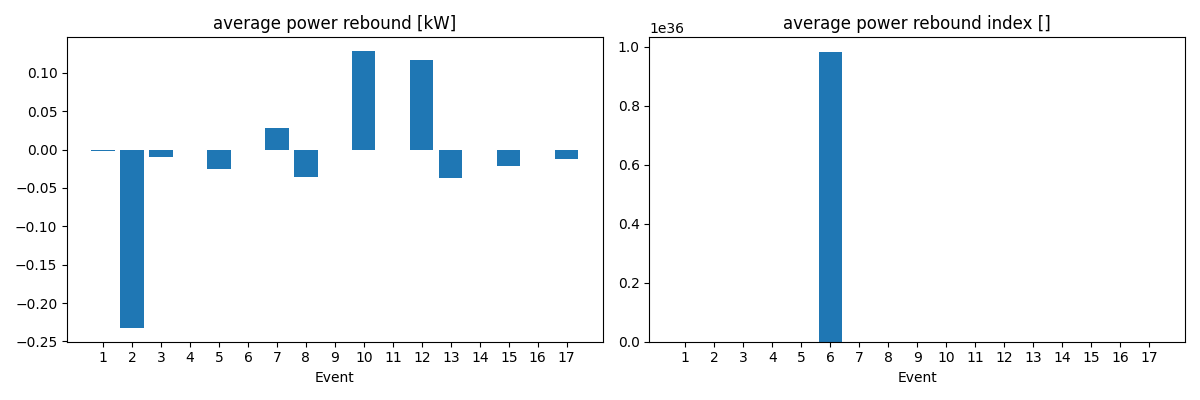 average power rebound [kW]
0.10
0.05
0.00
−0.05
−0.10
−0.15
−0.20
−0.25
1 2 3 4 5 6 7 8 9 10 11 12 13 14 15 16 17
Event
average power rebound index []
1e36
1.0
0.8
0.6
0.4
0.2
0.0
1 2 3 4 5 6 7 8 9 10 11 12 13 14 15 16 17
Event